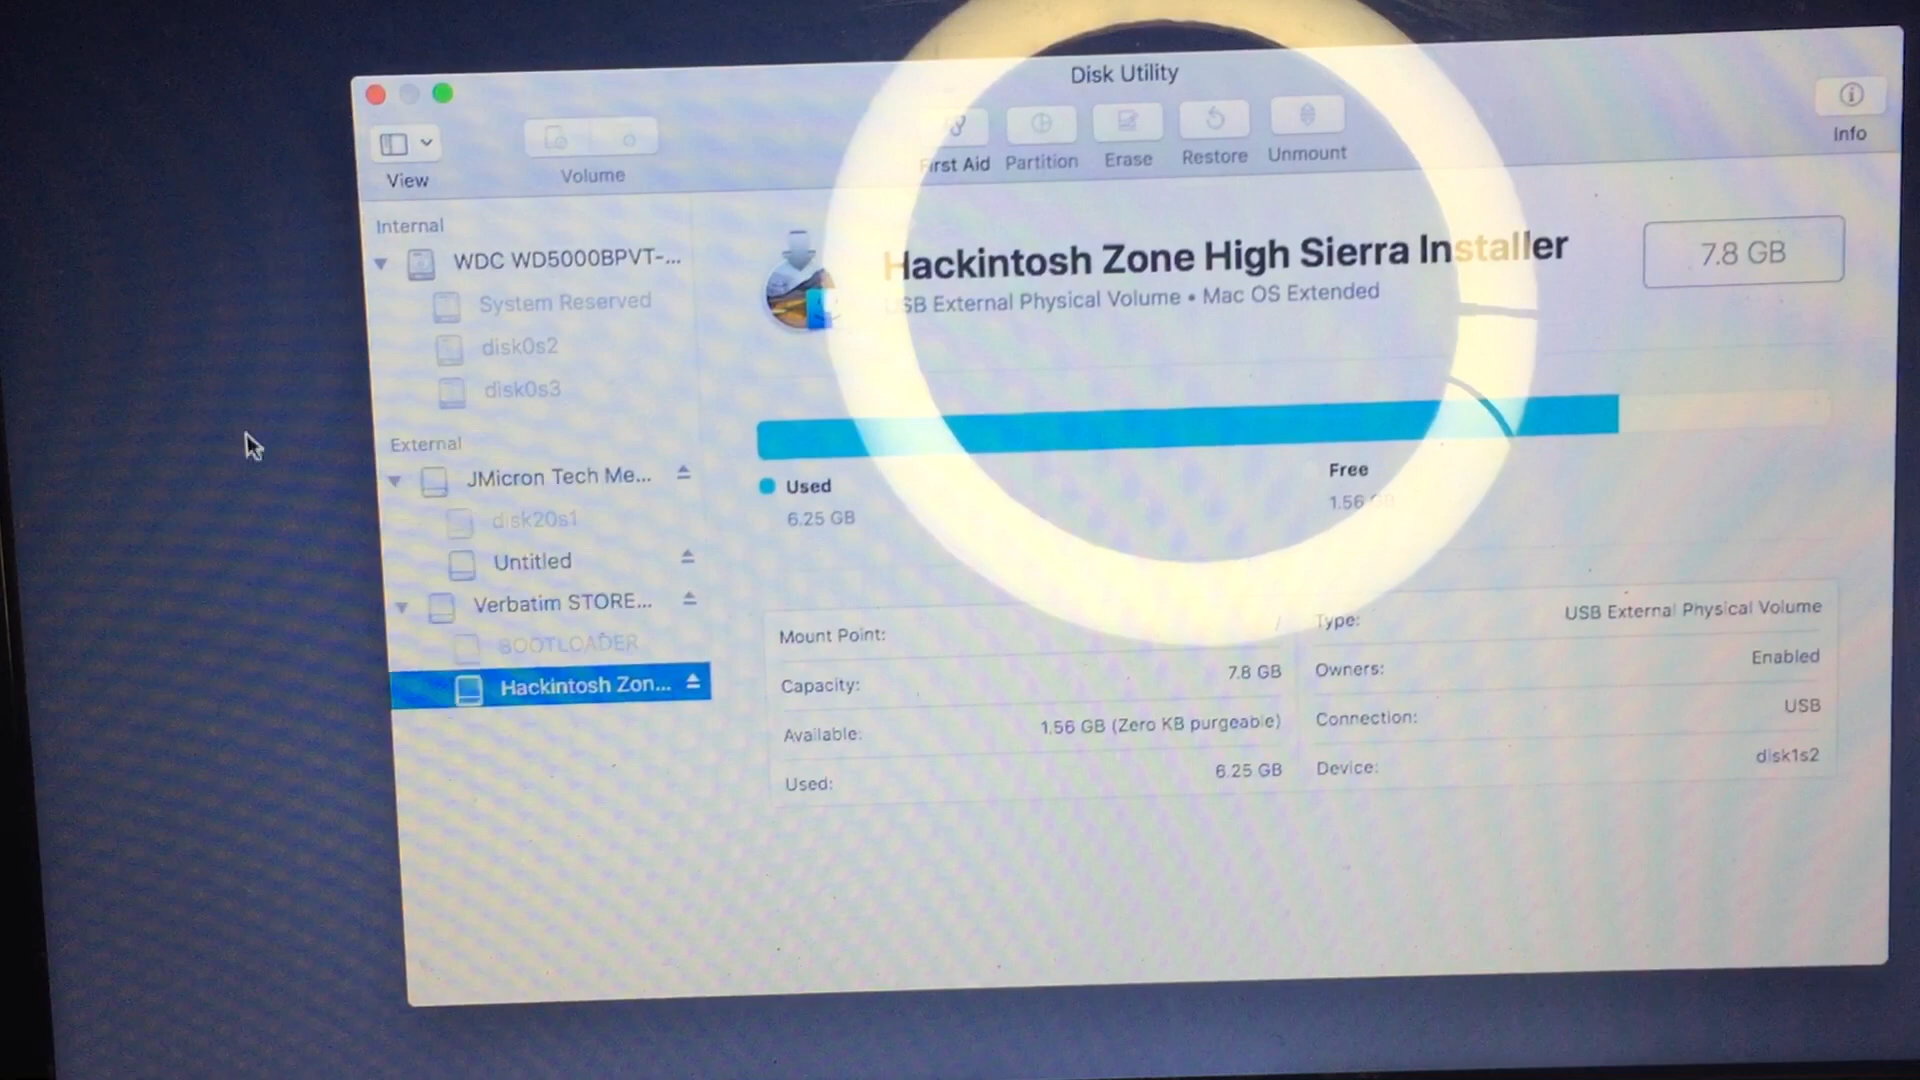 Disk Utility
View
Volume
First Aid
Partition
Erase
Restore
Unmount
Info
Internal
WDC WD5000BPVT-...
System Reserved
disk0s2
disk0s3
External
JMicron Tech Me...
disk20s1
Untitled
Verbatim STORE...
BOOTLOADER
Hackintosh Zon...
Hackintosh Zone High Sierra Installer
USB External Physical Volume • Mac OS Extended
7.8 GB
Used
6.25 GB
Free
1.56 GB
Mount Point: /
Capacity: 7.8 GB
Available: 1.56 GB (Zero KB purgeable)
Used: 6.25 GB
Type: USB External Physical Volume
Owners: Enabled
Connection: USB
Device: disk1s2